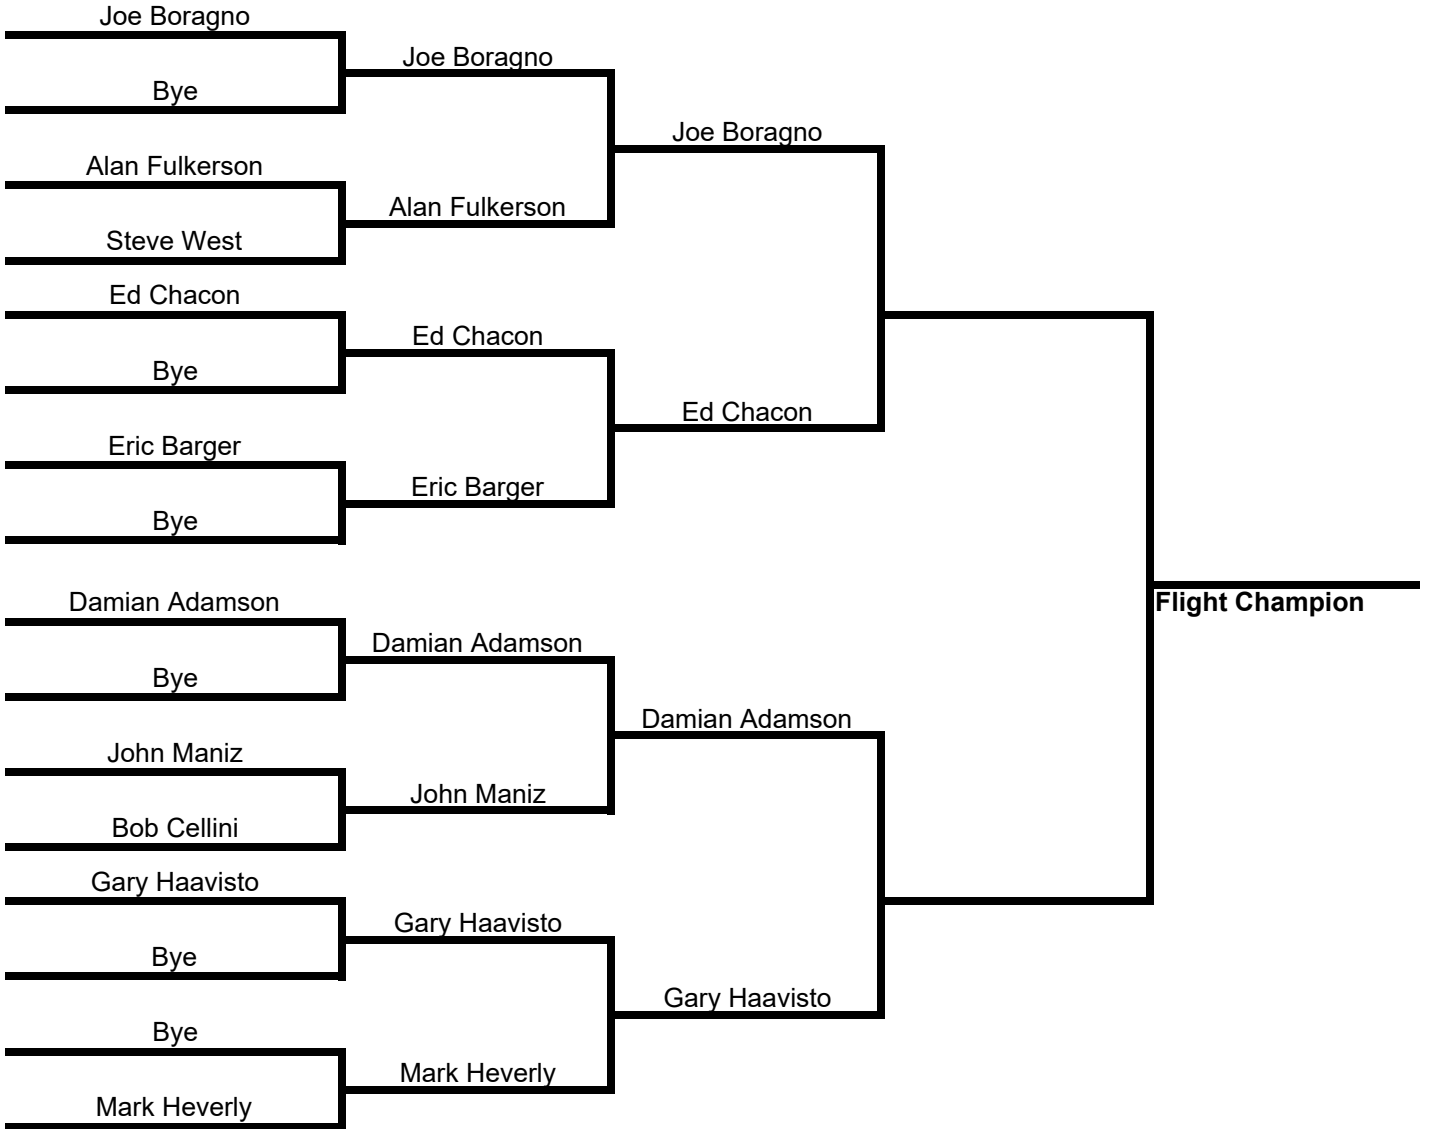 Joe Boragno
Joe Boragno
Bye
Joe Boragno
Alan Fulkerson
Alan Fulkerson
Steve West
Ed Chacon
Ed Chacon
Bye
Ed Chacon
Eric Barger
Eric Barger
Bye
Damian Adamson
Flight Champion
Damian Adamson
Bye
Damian Adamson
John Maniz
John Maniz
Bob Cellini
Gary Haavisto
Gary Haavisto
Bye
Gary Haavisto
Bye
Mark Heverly
Mark Heverly